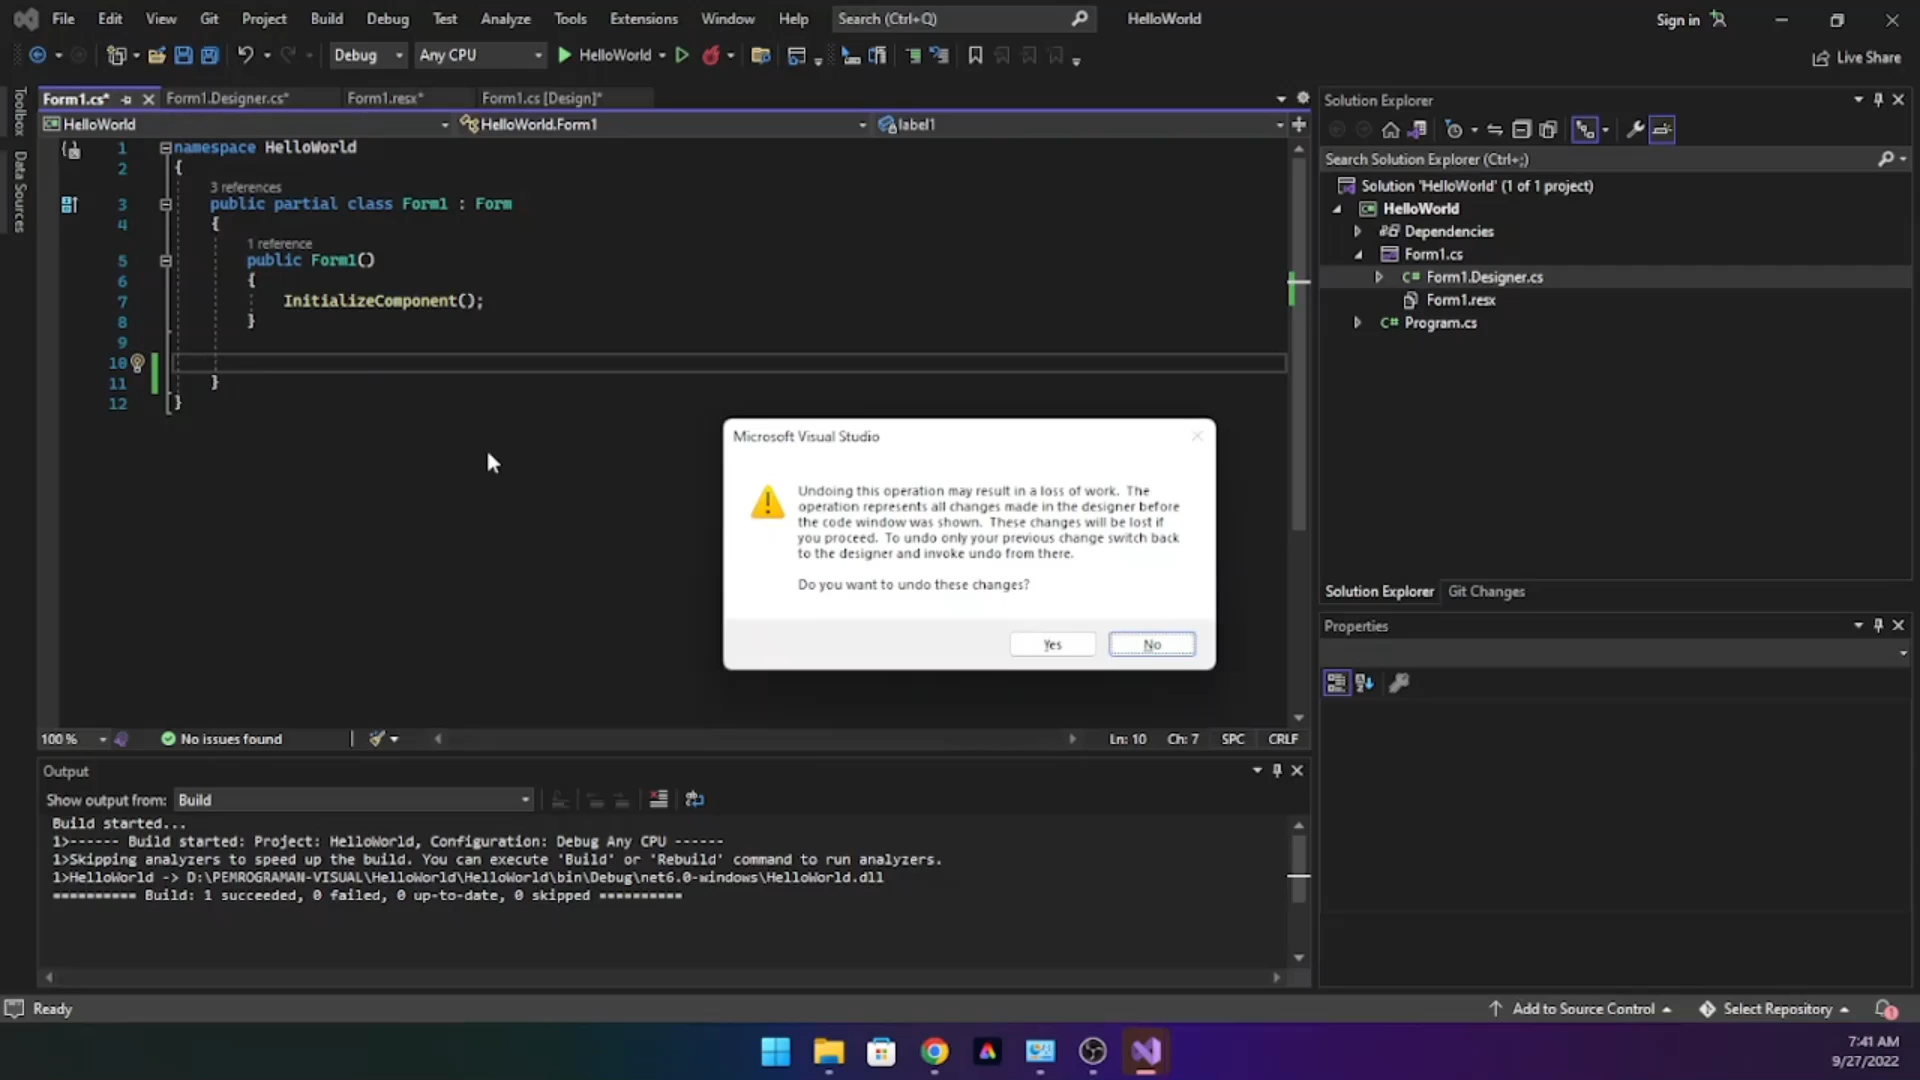 File Edit View Git Project Build Debug Test Analyze Tools Extensions Window Help Search (Ctrl+Q) HelloWorld Sign in
Debug Any CPU HelloWorld Live Share
Toolbox
Data Sources
Form1.cs* Form1.Designer.cs* Form1.resx* Form1.cs [Design]*
HelloWorld HelloWorld.Form1 label1
1 namespace HelloWorld
2 {
3 references
3 public partial class Form1 : Form
4 {
1 reference
5 public Form1()
6 {
7 InitializeComponent();
8 }
9
10
11 }
12 }
Microsoft Visual Studio
Undoing this operation may result in a loss of work. The
operation represents all changes made in the designer before
the code window was shown. These changes will be lost if
you proceed. To undo only your previous change switch back
to the designer and invoke undo from there.
Do you want to undo these changes?
Yes No
100 % No issues found Ln: 10 Ch: 7 SPC CRLF
Output
Show output from: Build
Build started...
1>------ Build started: Project: HelloWorld, Configuration: Debug Any CPU ------
1>Skipping analyzers to speed up the build. You can execute 'Build' or 'Rebuild' command to run analyzers.
1>HelloWorld -> D:\PEMROGRAMAN-VISUAL\HelloWorld\HelloWorld\bin\Debug\net6.0-windows\HelloWorld.dll
========== Build: 1 succeeded, 0 failed, 0 up-to-date, 0 skipped ==========
Solution Explorer
Search Solution Explorer (Ctrl+;)
Solution 'HelloWorld' (1 of 1 project)
HelloWorld
Dependencies
Form1.cs
C# Form1.Designer.cs
Form1.resx
C# Program.cs
Solution Explorer Git Changes
Properties
Ready Add to Source Control Select Repository 1
7:41 AM
9/27/2022